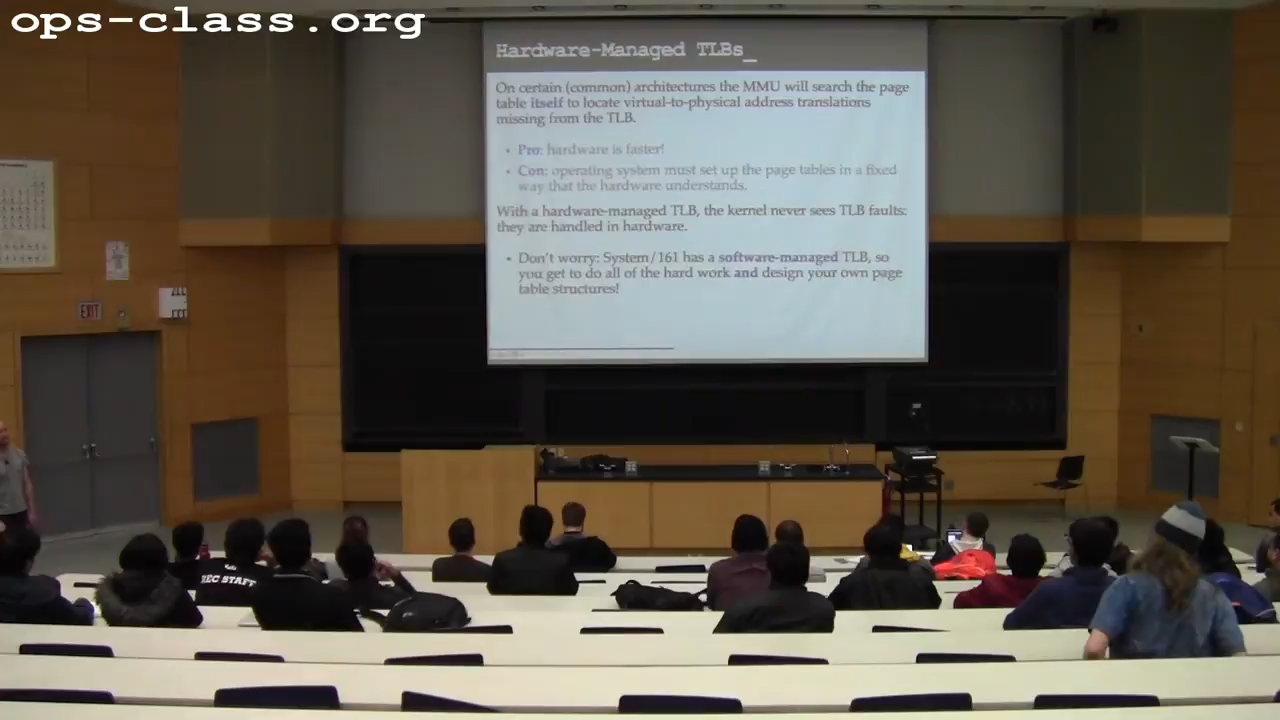 ops-class.org
Hardware-Managed TLBs_
On certain (common) architectures the MMU will search the page
table itself to locate virtual-to-physical address translations
missing from the TLB.
• Pro: hardware is faster!
• Con: operating system must set up the page tables in a fixed
way that the hardware understands.
With a hardware-managed TLB, the kernel never sees TLB faults:
they are handled in hardware.
• Don't worry: System/161 has a software-managed TLB, so
you get to do all of the hard work and design your own page
table structures!
EXIT
REC STAFF